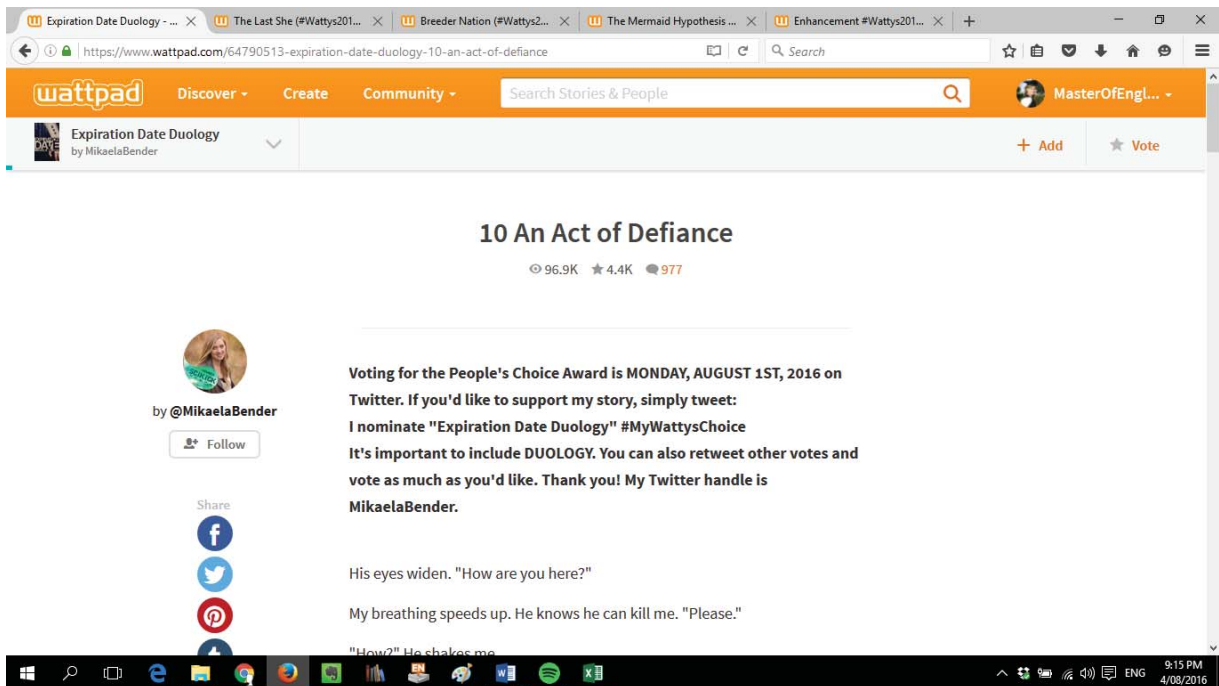 Expiration Date Duology - ...
The Last She (#Wattys201...
Breeder Nation (#Wattys2...
The Mermaid Hypothesis ...
Enhancement #Wattys201...
https://www.wattpad.com/64790513-expiration-date-duology-10-an-act-of-defiance
Search
wattpad Discover Create Community Search Stories & People MasterOfEngl...
Expiration Date Duology
by MikaelaBender
+ Add Vote
10 An Act of Defiance
96.9K 4.4K 977
Voting for the People's Choice Award is MONDAY, AUGUST 1ST, 2016 on
Twitter. If you'd like to support my story, simply tweet:
I nominate "Expiration Date Duology" #MyWattysChoice
It's important to include DUOLOGY. You can also retweet other votes and
vote as much as you'd like. Thank you! My Twitter handle is
MikaelaBender.
by @MikaelaBender
Follow
Share
His eyes widen. "How are you here?"
My breathing speeds up. He knows he can kill me. "Please."
"How?" He shakes me
EN
ENG
9:15 PM
4/08/2016